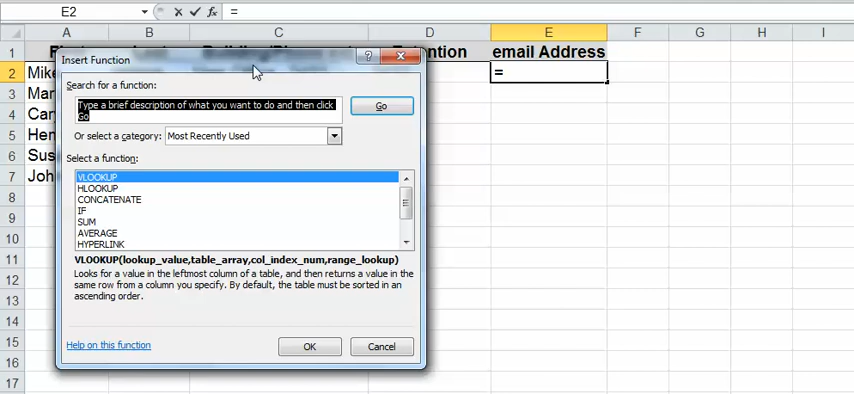 E2 fx =
A B C D E F G H I
1 First email Address
2 Mike =
3
4
5
6
7
8
9
10
11
12
13
14
15
16
17
Insert Function ?
Search for a function:
Type a brief description of what you want to do and then click
Go
Go
Or select a category: Most Recently Used
Select a function:
VLOOKUP
HLOOKUP
CONCATENATE
IF
SUM
AVERAGE
HYPERLINK
VLOOKUP(lookup_value,table_array,col_index_num,range_lookup)
Looks for a value in the leftmost column of a table, and then returns a value in the
same row from a column you specify. By default, the table must be sorted in an
ascending order.
Help on this function OK Cancel